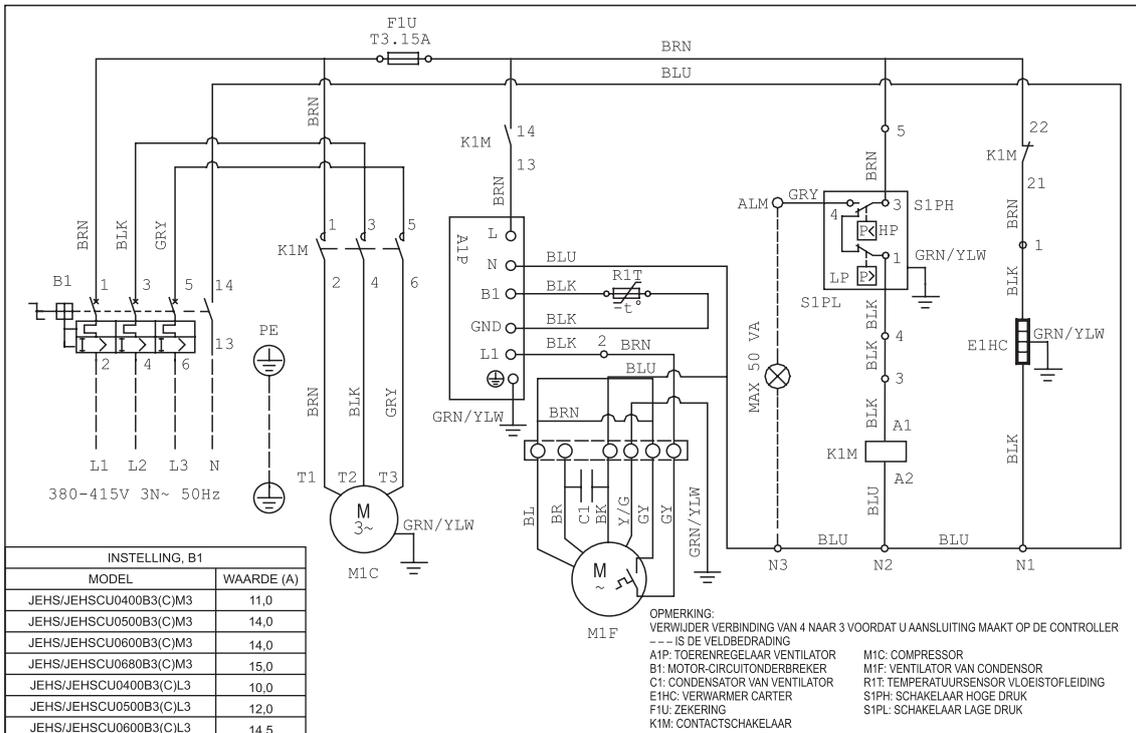 F1U
T3.15A
BRN
BLU
BRN
K1M
14
13
BRN
5
BRN
22
K1M
21
BRN
BRN
BLK
GRY
B1
1
3
5
14
13
2
4
6
PE
L1
L2
L3
N
380-415V 3N~ 50Hz
K1M
1
3
5
2
4
6
BRN
BLK
GRY
T1
T2
T3
M
3~
GRN/YLW
M1C
A1P
L
N
B1
GND
L1
BLU
BLK
R1T
-t°
BLK
BLK
2
BRN
BLU
GRN/YLW
BRN
BL
BR
C1
BK
Y/G
GY
GY
GRN/YLW
M
~
M1F
ALM
GRY
4
3
S1PH
P<
HP
1
GRN/YLW
LP
P>
S1PL
MAX 50 VA
BLK
4
BLK
3
BLK
A1
K1M
A2
BLU
1
BLK
E1HC
GRN/YLW
BLK
BLU
BLU
N3
N2
N1
INSTELLING, B1
MODEL WAARDE (A)
JEHS/JEHSCU0400B3(C)M3 11,0
JEHS/JEHSCU0500B3(C)M3 14,0
JEHS/JEHSCU0600B3(C)M3 14,0
JEHS/JEHSCU0680B3(C)M3 15,0
JEHS/JEHSCU0400B3(C)L3 10,0
JEHS/JEHSCU0500B3(C)L3 12,0
JEHS/JEHSCU0600B3(C)L3 14,5
OPMERKING:
VERWIJDER VERBINDING VAN 4 NAAR 3 VOORDAT U AANSLUITING MAAKT OP DE CONTROLLER
– – – IS DE VELDBEDRADING
A1P: TOERENREGELAAR VENTILATOR
B1: MOTOR-CIRCUITONDERBREKER
C1: CONDENSATOR VAN VENTILATOR
E1HC: VERWARMER CARTER
F1U: ZEKERING
K1M: CONTACTSCHAKELAAR
M1C: COMPRESSOR
M1F: VENTILATOR VAN CONDENSOR
R1T: TEMPERATUURSENSOR VLOEISTOFLEIDING
S1PH: SCHAKELAAR HOGE DRUK
S1PL: SCHAKELAAR LAGE DRUK